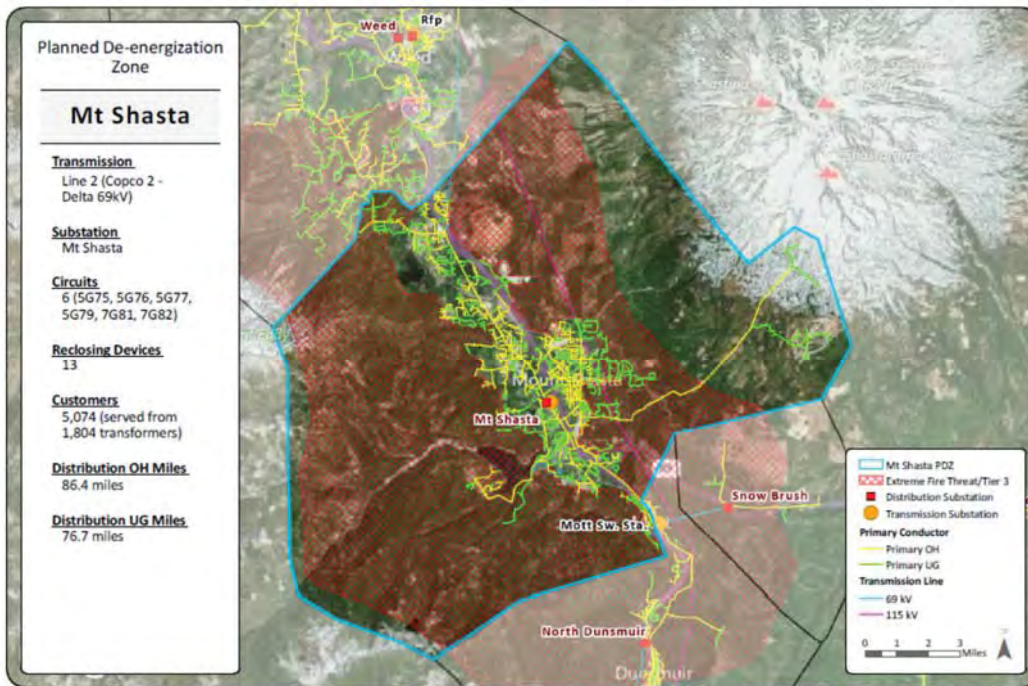 Planned De-energization
Zone
Mt Shasta
Transmission
Line 2 (Copco 2 -
Delta 69kV)
Substation
Mt Shasta
Circuits
6 (5G75, 5G76, 5G77,
5G79, 7G81, 7G82)
Reclosing Devices
13
Customers
5,074 (served from
1,804 transformers)
Distribution OH Miles
86.4 miles
Distribution UG Miles
76.7 miles
Weed
Rfp
Weed
Mt Shasta
Mott Sw. Sta.
Snow Brush
North Dunsmuir
Dunsmuir
Mt Shasta PDZ
Extreme Fire Threat/Tier 3
Distribution Substation
Transmission Substation
Primary Conductor
Primary OH
Primary UG
Transmission Line
69 kV
115 kV
0 0.5 1 2 3
Miles